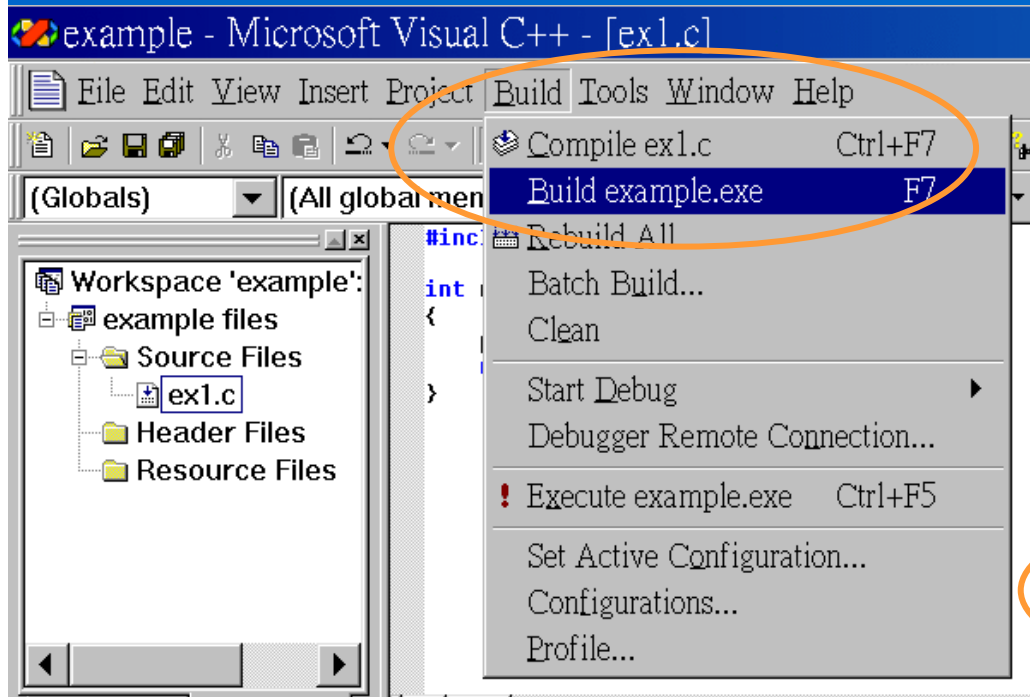 example - Microsoft Visual C++ - [ex1.c]
File Edit View Insert Project Build Tools Window Help
Compile ex1.c Ctrl+F7
(Globals) (All global mem
Build example.exe F7
#incl
Rebuild All
Workspace 'example':
int
Batch Build...
example files
{
Clean
Source Files
ex1.c
}
Start Debug
Header Files
Debugger Remote Connection...
Resource Files
Execute example.exe Ctrl+F5
Set Active Configuration...
Configurations...
Profile...